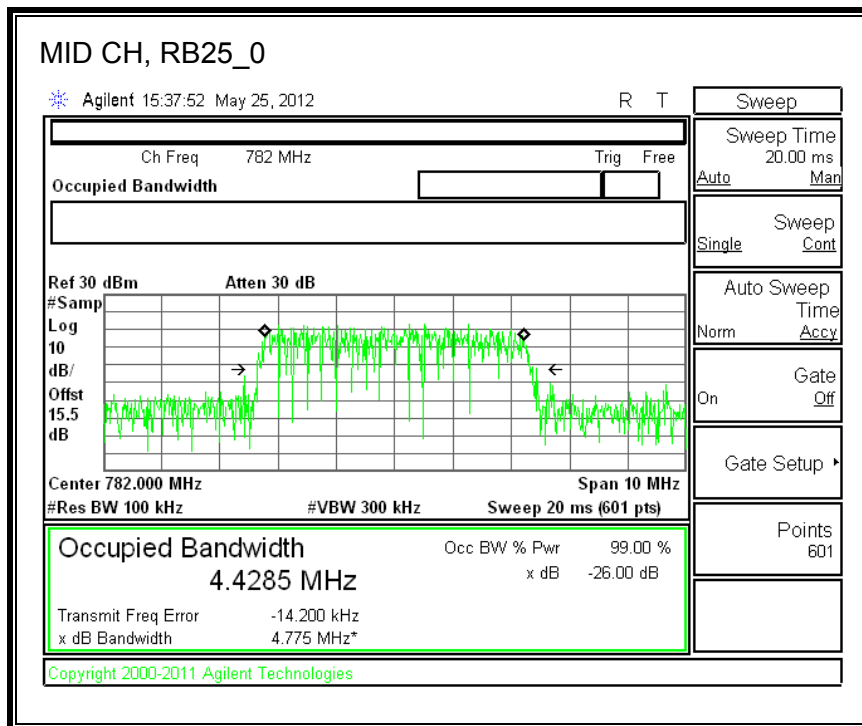 MID CH, RB25_0
Agilent 15:37:52 May 25, 2012 R T
Ch Freq 782 MHz Trig Free
Occupied Bandwidth
Ref 30 dBm Atten 30 dB
#Samp
Log
10
dB/
Offst
15.5
dB
Center 782.000 MHz Span 10 MHz
#Res BW 100 kHz #VBW 300 kHz Sweep 20 ms (601 pts)
Occupied Bandwidth Occ BW % Pwr 99.00 %
4.4285 MHz x dB -26.00 dB
Transmit Freq Error -14.200 kHz
x dB Bandwidth 4.775 MHz*
Copyright 2000-2011 Agilent Technologies
Sweep
Sweep Time
20.00 ms
Auto Man
Sweep
Single Cont
Auto Sweep
Time
Norm Accy
Gate
On Off
Gate Setup
Points
601